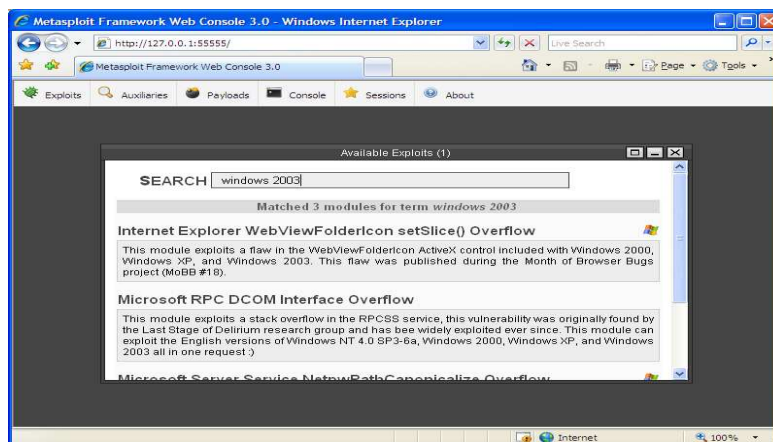 Metasploit Framework Web Console 3.0 - Windows Internet Explorer
http://127.0.0.1:55555/
Live Search
Metasploit Framework Web Console 3.0
Page
Tools
Exploits Auxiliaries Payloads Console Sessions About
Available Exploits (1)
SEARCH windows 2003
Matched 3 modules for term windows 2003
Internet Explorer WebViewFolderIcon setSlice() Overflow
This module exploits a flaw in the WebViewFolderIcon ActiveX control included with Windows 2000,
Windows XP, and Windows 2003. This flaw was published during the Month of Browser Bugs
project (MoBB #18).
Microsoft RPC DCOM Interface Overflow
This module exploits a stack overflow in the RPCSS service, this vulnerability was originally found by
the Last Stage of Delirium research group and has bee widely exploited ever since. This module can
exploit the English versions of Windows NT 4.0 SP3-6a, Windows 2000, Windows XP, and Windows
2003 all in one request :)
Microsoft Server Service NetpwPathCanonicalize Overflow
Internet
100%